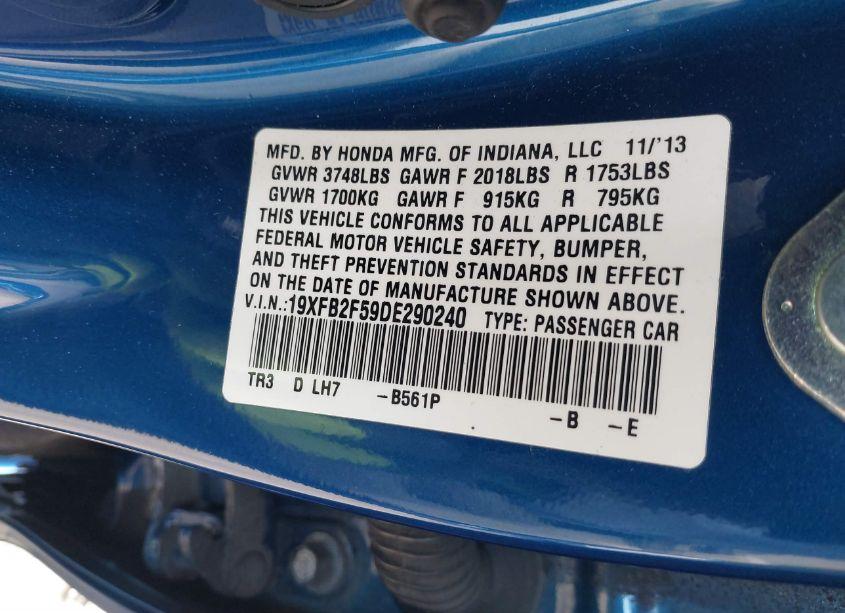 MFD. BY HONDA MFG. OF INDIANA, LLC 11/'13
GVWR 3748LBS GAWR F 2018LBS R 1753LBS
GVWR 1700KG GAWR F 915KG R 795KG
THIS VEHICLE CONFORMS TO ALL APPLICABLE
FEDERAL MOTOR VEHICLE SAFETY, BUMPER,
AND THEFT PREVENTION STANDARDS IN EFFECT
ON THE DATE OF MANUFACTURE SHOWN ABOVE.
V.I.N.:19XFB2F59DE290240 TYPE: PASSENGER CAR
TR3 D LH7 -B561P -B -E